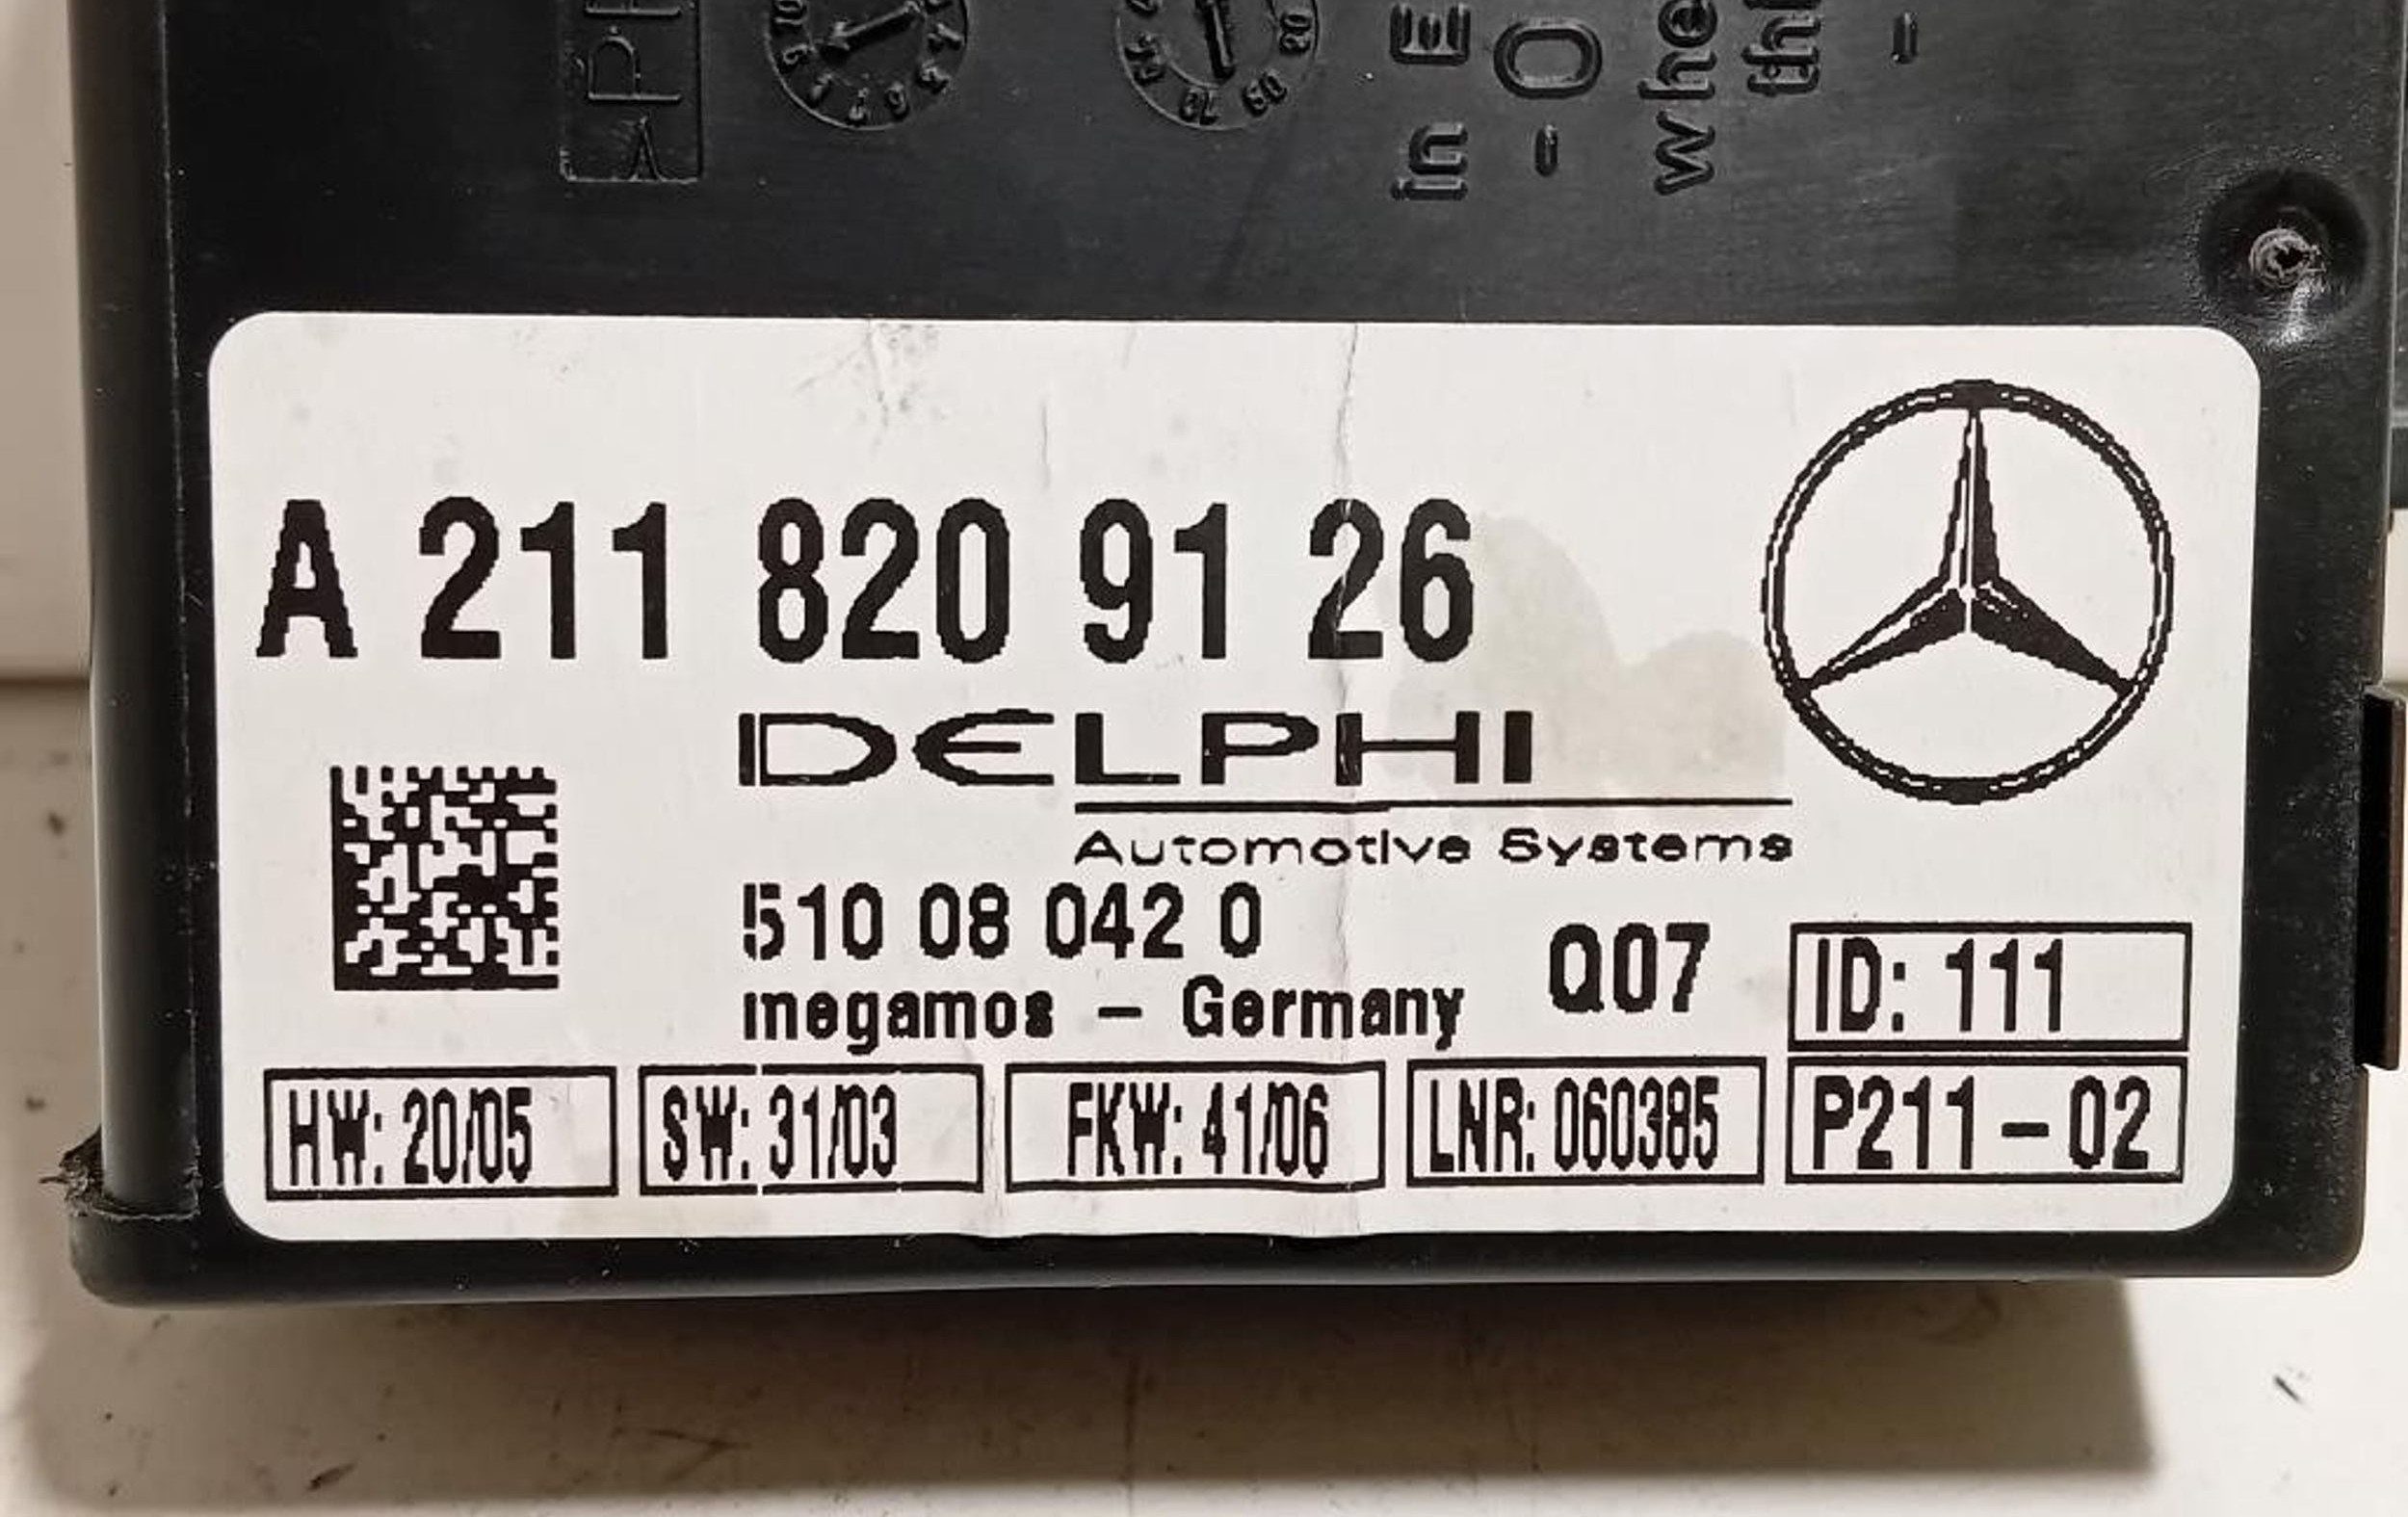 A 211 820 91 26
DELPHI
Automotive Systems
510 08 042 0
megamos – Germany
Q07
ID: 111
HW: 20/05
SW: 31/03
FKW: 41/06
LNR: 060385
P211-02
in
- O